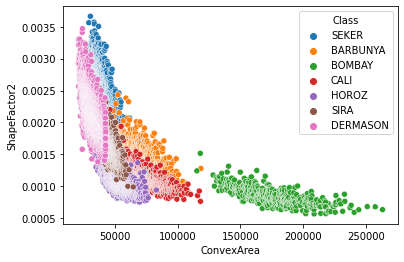 Class
SEKER
BARBUNYA
BOMBAY
CALI
HOROZ
SIRA
DERMASON
ShapeFactor2
0.0035
0.0030
0.0025
0.0020
0.0015
0.0010
0.0005
50000 100000 150000 200000 250000
ConvexArea